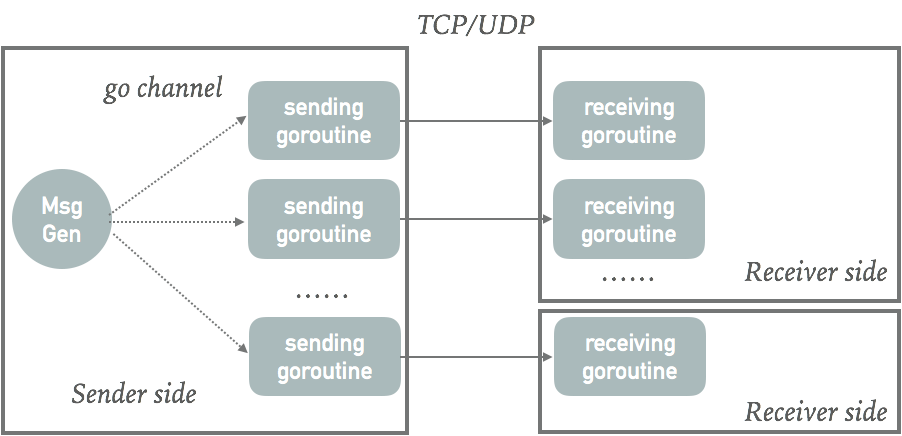 TCP/UDP
go channel
sending
goroutine
receiving
goroutine
Msg
Gen
sending
goroutine
receiving
goroutine
......
......
Receiver side
sending
goroutine
receiving
goroutine
Sender side
Receiver side